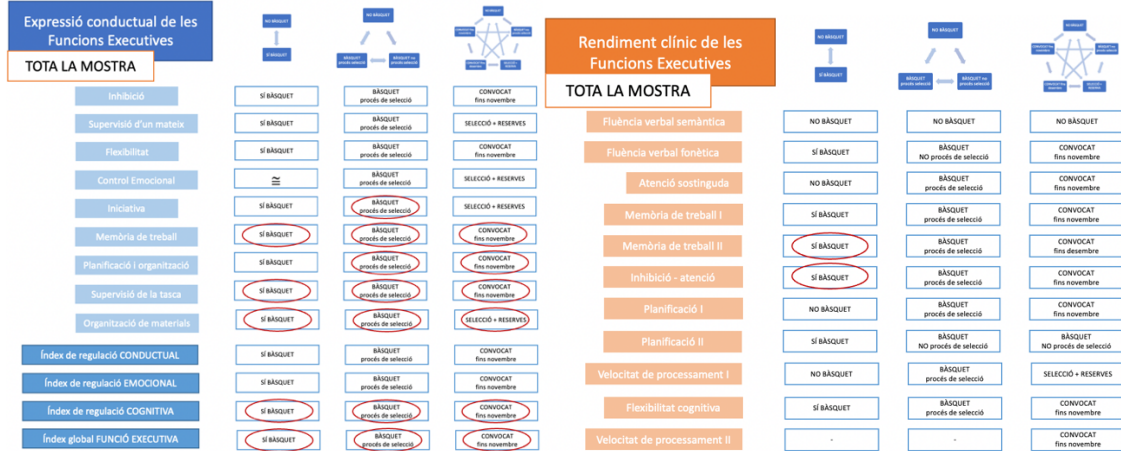 Expressió conductual de les
Funcions Executives
TOTA LA MOSTRA
NO BÀSQUET
SÍ BÀSQUET
NO BÀSQUET
BÀSQUET
procés selecció
BÀSQUET no
procés selecció
NO BÀSQUET
Inhibició
SÍ BÀSQUET
BÀSQUET
procés de selecció
CONVOCAT
fins novembre
Supervisió d'un mateix
SÍ BÀSQUET
BÀSQUET
procés de selecció
SELECCIÓ + RESERVES
Flexibilitat
SÍ BÀSQUET
BÀSQUET
procés de selecció
CONVOCAT
fins novembre
Control Emocional
≅
BÀSQUET
procés de selecció
SELECCIÓ + RESERVES
Iniciativa
SÍ BÀSQUET
BÀSQUET
procés de selecció
SELECCIÓ + RESERVES
Memòria de treball
SÍ BÀSQUET
BÀSQUET
procés de selecció
CONVOCAT
fins novembre
Planificació i organització
SÍ BÀSQUET
BÀSQUET
procés de selecció
CONVOCAT
fins novembre
Supervisió de la tasca
SÍ BÀSQUET
BÀSQUET
procés de selecció
CONVOCAT
fins novembre
Organització de materials
SÍ BÀSQUET
BÀSQUET
procés de selecció
SELECCIÓ + RESERVES
Índex de regulació CONDUCTUAL
SÍ BÀSQUET
BÀSQUET
procés de selecció
CONVOCAT
fins novembre
Índex de regulació EMOCIONAL
SÍ BÀSQUET
BÀSQUET
procés de selecció
CONVOCAT
fins novembre
Índex de regulació COGNITIVA
SÍ BÀSQUET
BÀSQUET
procés de selecció
CONVOCAT
fins novembre
Índex global FUNCIÓ EXECUTIVA
SÍ BÀSQUET
BÀSQUET
procés de selecció
CONVOCAT
fins novembre
Rendiment clínic de les
Funcions Executives
TOTA LA MOSTRA
NO BÀSQUET
SÍ BÀSQUET
NO BÀSQUET
BÀSQUET
procés selecció
BÀSQUET no
procés selecció
NO BÀSQUET
Fluència verbal semàntica
NO BÀSQUET
NO BÀSQUET
NO BÀSQUET
Fluència verbal fonètica
SÍ BÀSQUET
BÀSQUET
NO procés de selecció
CONVOCAT
fins novembre
Atenció sostinguda
NO BÀSQUET
BÀSQUET
procés de selecció
CONVOCAT
fins novembre
Memòria de treball I
SÍ BÀSQUET
BÀSQUET
procés de selecció
CONVOCAT
fins novembre
Memòria de treball II
SÍ BÀSQUET
BÀSQUET
procés de selecció
CONVOCAT
fins desembre
Inhibició - atenció
SÍ BÀSQUET
BÀSQUET
procés de selecció
CONVOCAT
fins novembre
Planificació I
NO BÀSQUET
BÀSQUET
procés de selecció
CONVOCAT
fins novembre
Planificació II
SÍ BÀSQUET
BÀSQUET
NO procés de selecció
BÀSQUET
NO procés de selecció
Velocitat de processament I
NO BÀSQUET
BÀSQUET
procés de selecció
SELECCIÓ + RESERVES
Flexibilitat cognitiva
SÍ BÀSQUET
BÀSQUET
procés de selecció
CONVOCAT
fins novembre
Velocitat de processament II
-
-
CONVOCAT
fins novembre